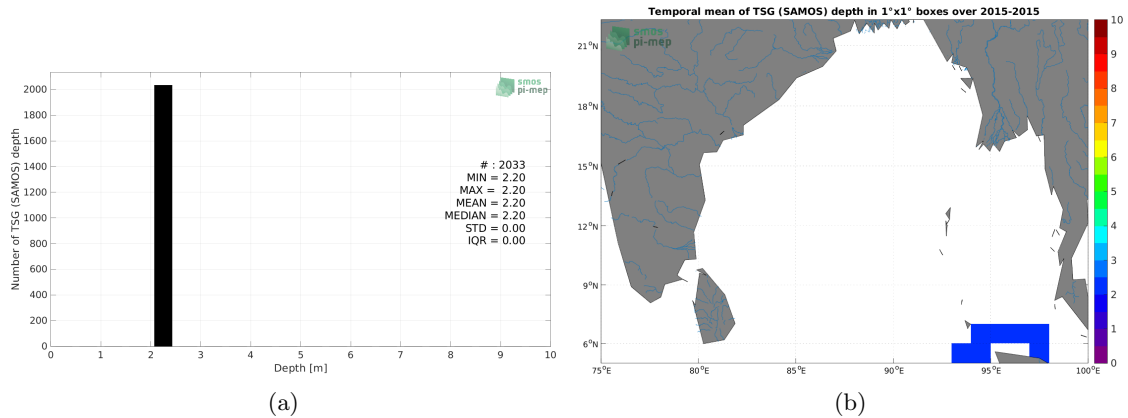 smos
pi-mep
Number of TSG (SAMOS) depth
2000
1800
1600
1400
1200
1000
800
600
400
200
0
# : 2033
MIN = 2.20
MAX = 2.20
MEAN = 2.20
MEDIAN = 2.20
STD = 0.00
IQR = 0.00
0 1 2 3 4 5 6 7 8 9 10
Depth [m]
(a)
Temporal mean of TSG (SAMOS) depth in 1°x1° boxes over 2015-2015
smos
pi-mep
21°N
18°N
15°N
12°N
9°N
6°N
75°E 80°E 85°E 90°E 95°E 100°E
10
9
8
7
6
5
4
3
2
1
0
(b)